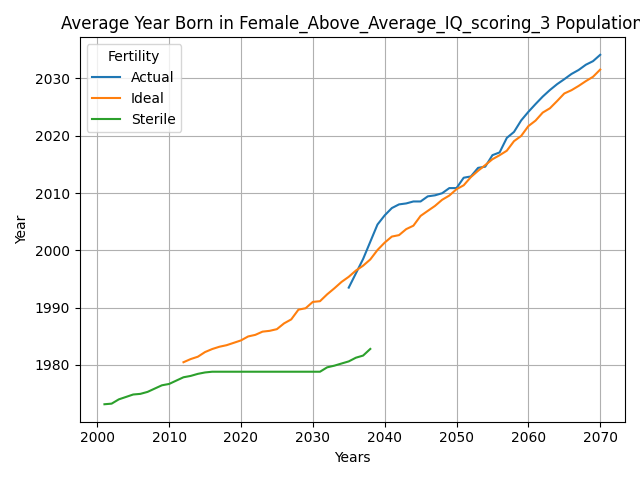 Average Year Born in Female_Above_Average_IQ_scoring_3 Population
Fertility
Actual
Ideal
Sterile
Year
2030
2020
2010
2000
1990
1980
2000 2010 2020 2030 2040 2050 2060 2070
Years